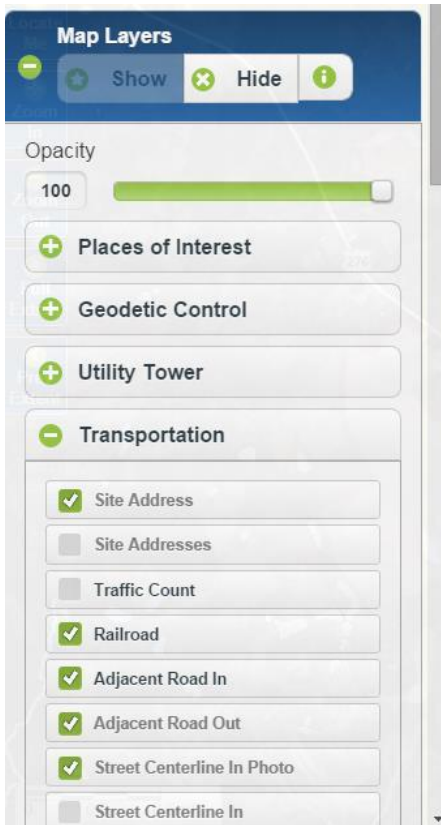 Map Layers
Show Hide
Opacity
100
Places of Interest
Geodetic Control
Utility Tower
Transportation
Site Address
Site Addresses
Traffic Count
Railroad
Adjacent Road In
Adjacent Road Out
Street Centerline In Photo
Street Centerline In